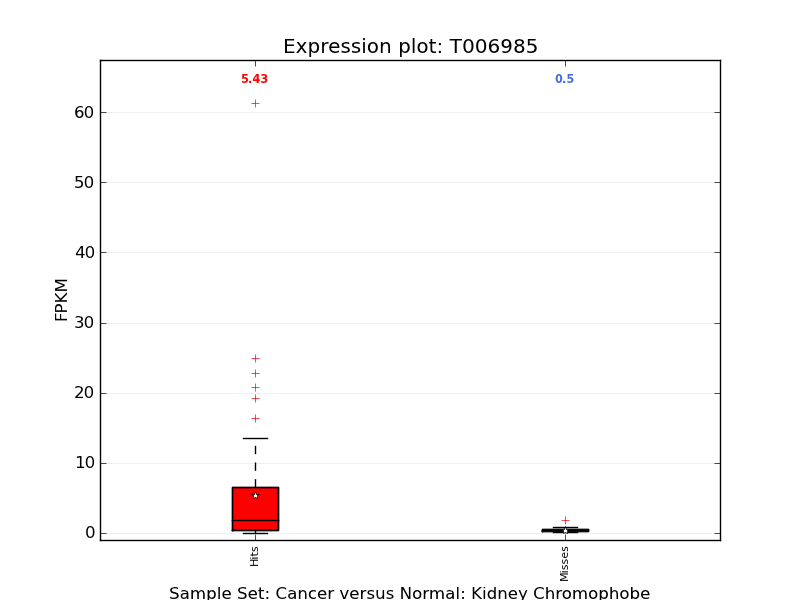 Expression plot: T006985
5.43
0.5
60
50
40
30
20
10
0
FPKM
Hits
Misses
Sample Set: Cancer versus Normal: Kidney Chromophobe